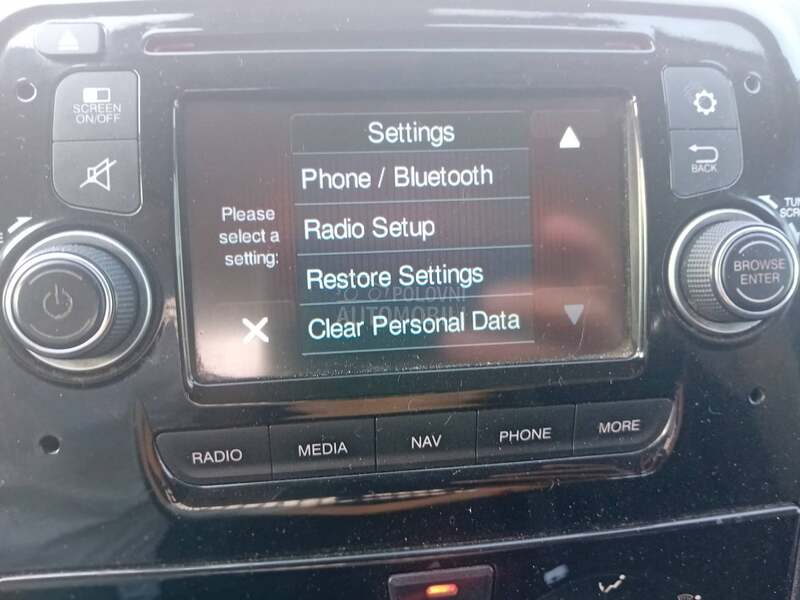 SCREEN
ON/OFF
Settings
Phone / Bluetooth
Radio Setup
Restore Settings
Clear Personal Data
Please
select a
setting:
POLOVNI
BACK
BROWSE
ENTER
RADIO
MEDIA
NAV
PHONE
MORE